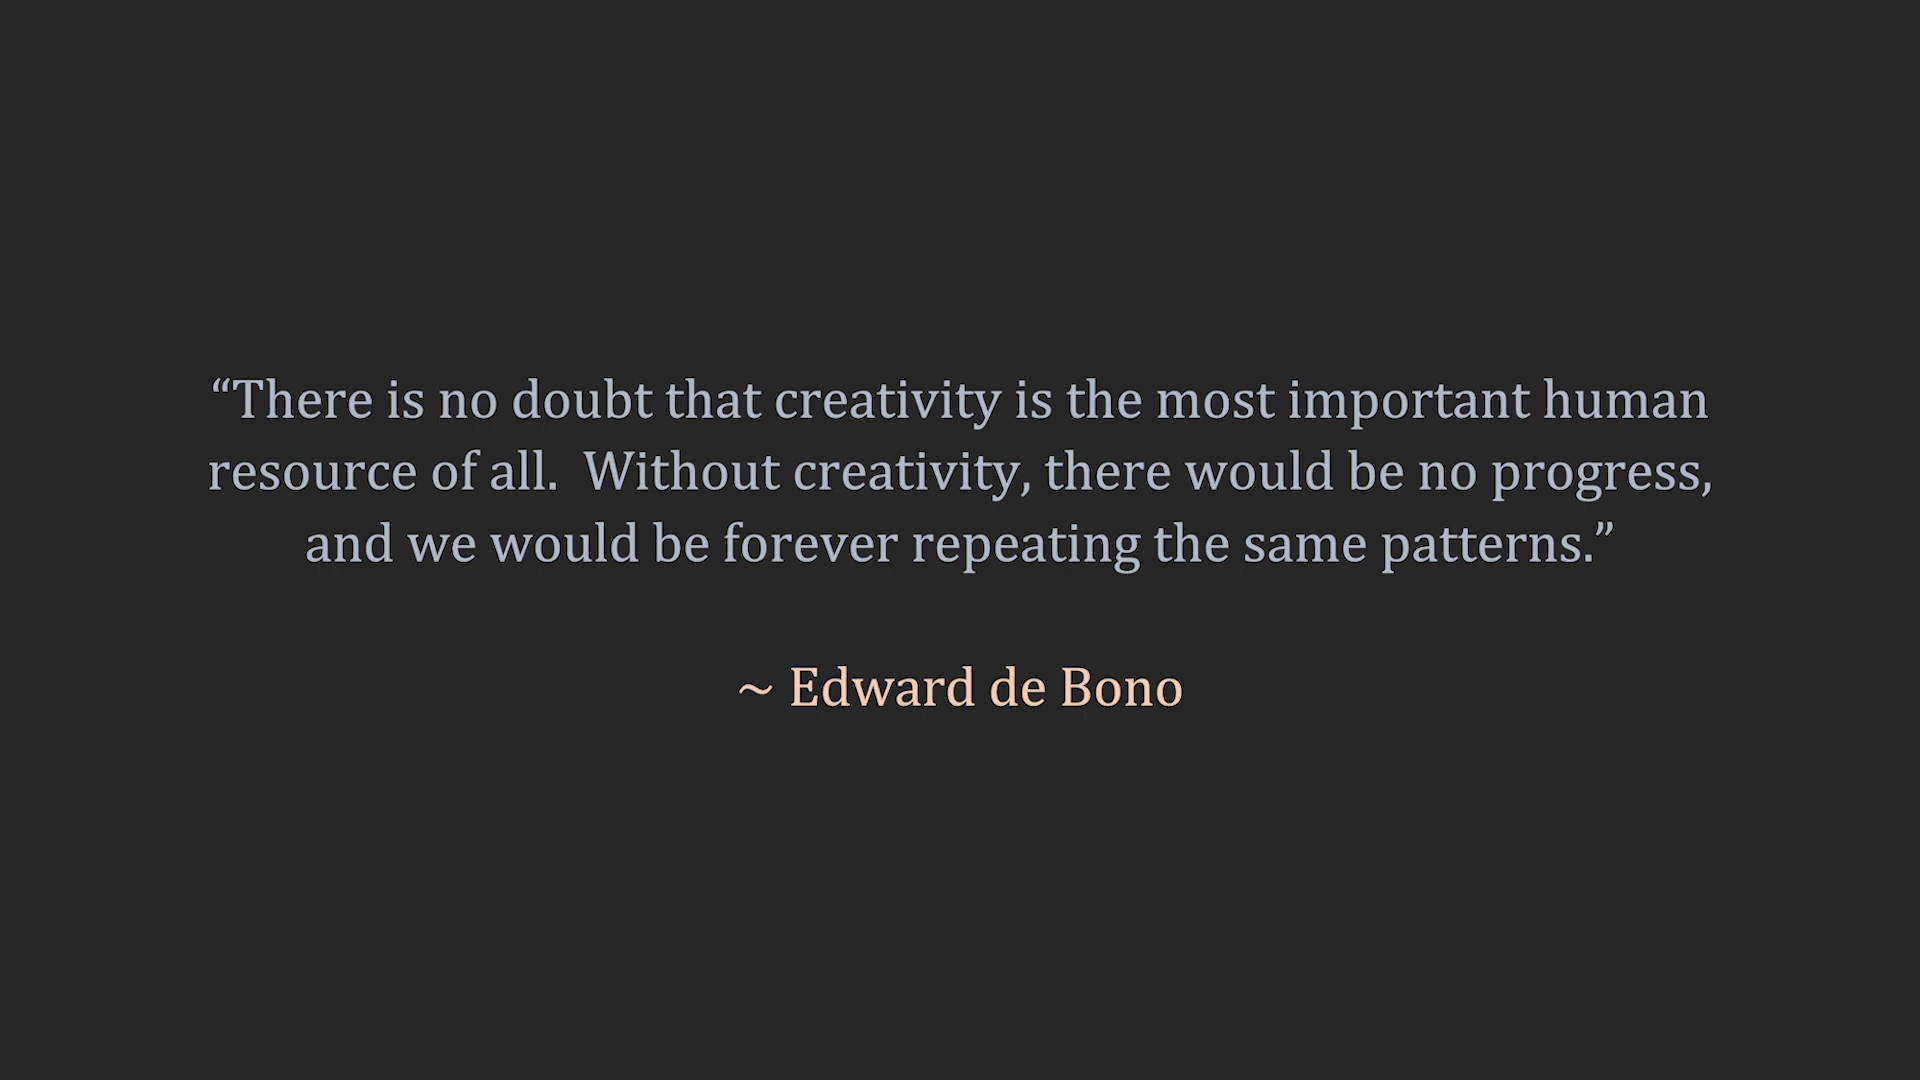 “There is no doubt that creativity is the most important human
resource of all.  Without creativity, there would be no progress,
and we would be forever repeating the same patterns.”
~ Edward de Bono